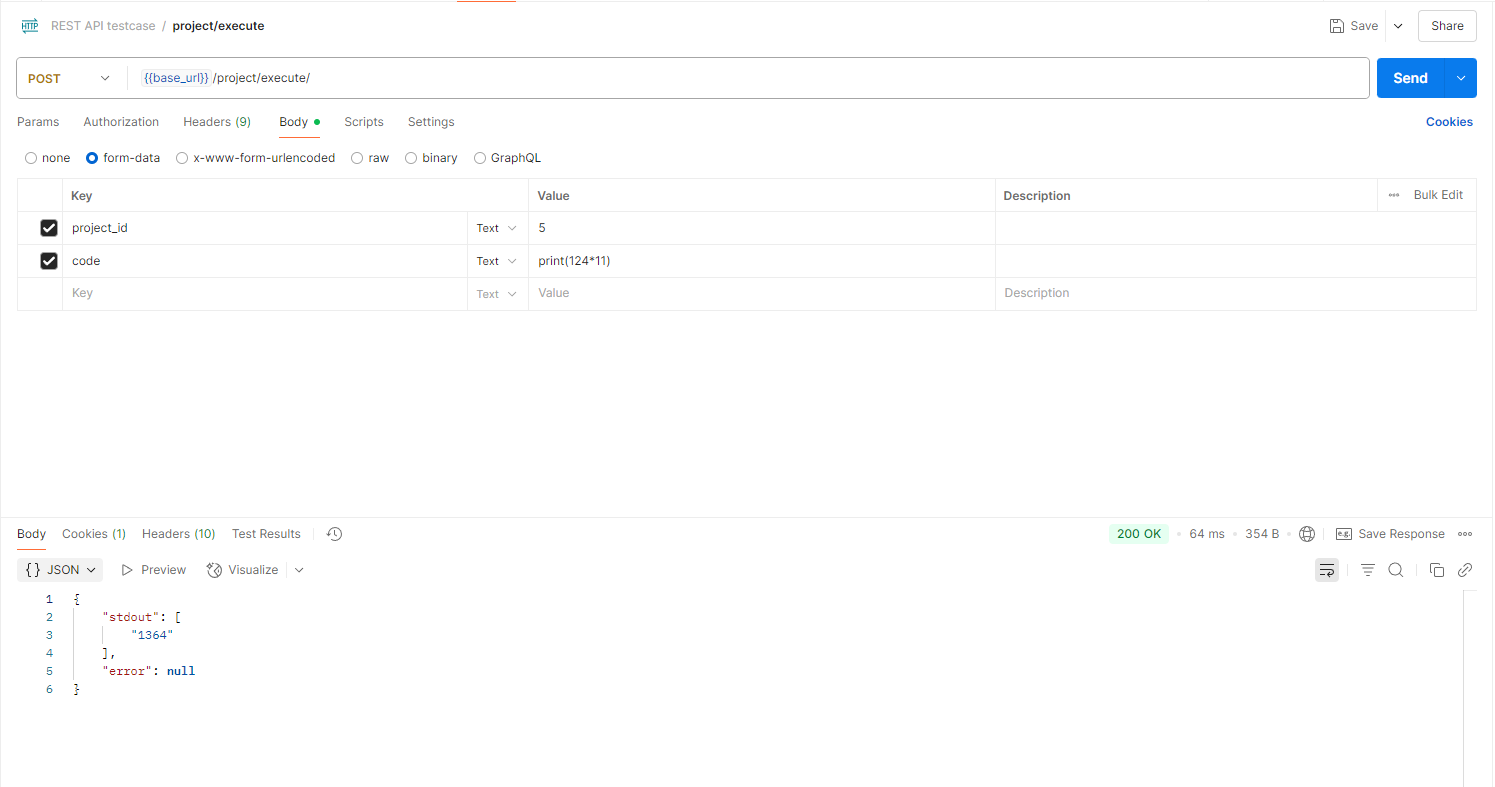 HTTP REST API testcase / project/execute Save Share
POST {{base_url}} /project/execute/ Send
Params Authorization Headers (9) Body Scripts Settings Cookies
none form-data x-www-form-urlencoded raw binary GraphQL
Key Value Description Bulk Edit
project_id Text 5
code Text print(124*11)
Key Text Value Description
Body Cookies (1) Headers (10) Test Results 200 OK 64 ms 354 B e.g. Save Response
{} JSON Preview Visualize
1 {
2 "stdout": [
3 "1364"
4 ],
5 "error": null
6 }